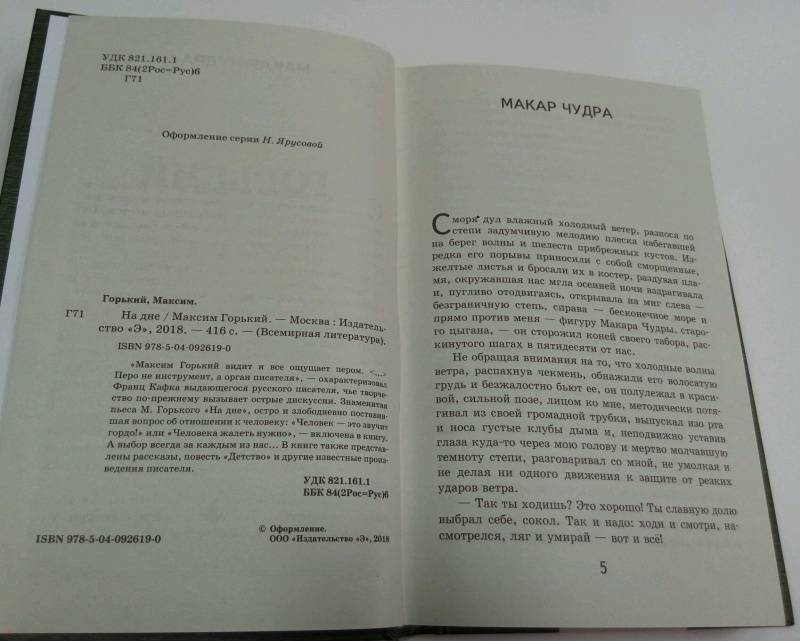 УДК 821.161.1
ББК 84(2Рос=Рус)6
Г71
Оформление серии Н. Ярусовой
Горький, Максим.
Г71 На дне / Максим Горький. — Москва : Издатель-
ство «Э», 2018. — 416 с. — (Всемирная литература).
ISBN 978-5-04-092619-0
«Максим Горький видит и все ощущает пером. <...>
Перо не инструмент, а орган писателя», — охарактеризовал
Франц Кафка выдающегося русского писателя, чье творче-
ство по-прежнему вызывает острые дискуссии. Знаменитая
пьеса М. Горького «На дне», остро и злободневно поставив-
шая вопрос об отношении к человеку: «Человек — это звучит
гордо!» или «Человека жалеть нужно», — включена в книгу.
А выбор всегда за каждым из нас... В книге также представ-
лены рассказы, повесть «Детство» и другие известные произ-
ведения писателя.
УДК 821.161.1
ББК 84(2Рос=Рус)6
© Оформление.
ООО «Издательство «Э», 2018
ISBN 978-5-04-092619-0
МАКАР ЧУДРА
С моря дул влажный холодный ветер, разнося по
степи задумчивую мелодию плеска набегавшей
на берег волны и шелеста прибрежных кустов. Из-
редка его порывы приносили с собой сморщенные,
желтые листья и бросали их в костер, раздувая пла-
мя, окружавшая нас мгла осенней ночи вздрагивала
и, пугливо отодвигаясь, открывала на миг слева —
безграничную степь, справа — бесконечное море и
прямо против меня — фигуру Макара Чудры, старо-
го цыгана, — он сторожил коней своего табора, рас-
кинутого шагах в пятидесяти от нас.
Не обращая внимания на то, что холодные волны
ветра, распахнув чекмень, обнажили его волосатую
грудь и безжалостно бьют ее, он полулежал в краси-
вой, сильной позе, лицом ко мне, методически потя-
гивал из своей громадной трубки, выпускал изо рта
и носа густые клубы дыма и, неподвижно уставив
глаза куда-то через мою голову и мертво молчавшую
темноту степи, разговаривал со мной, не умолкая и
не делая ни одного движения к защите от резких
ударов ветра.
— Так ты ходишь? Это хорошо! Ты славную долю
выбрал себе, сокол. Так и надо: ходи и смотри, на-
смотрелся, ляг и умирай — вот и всё!
5